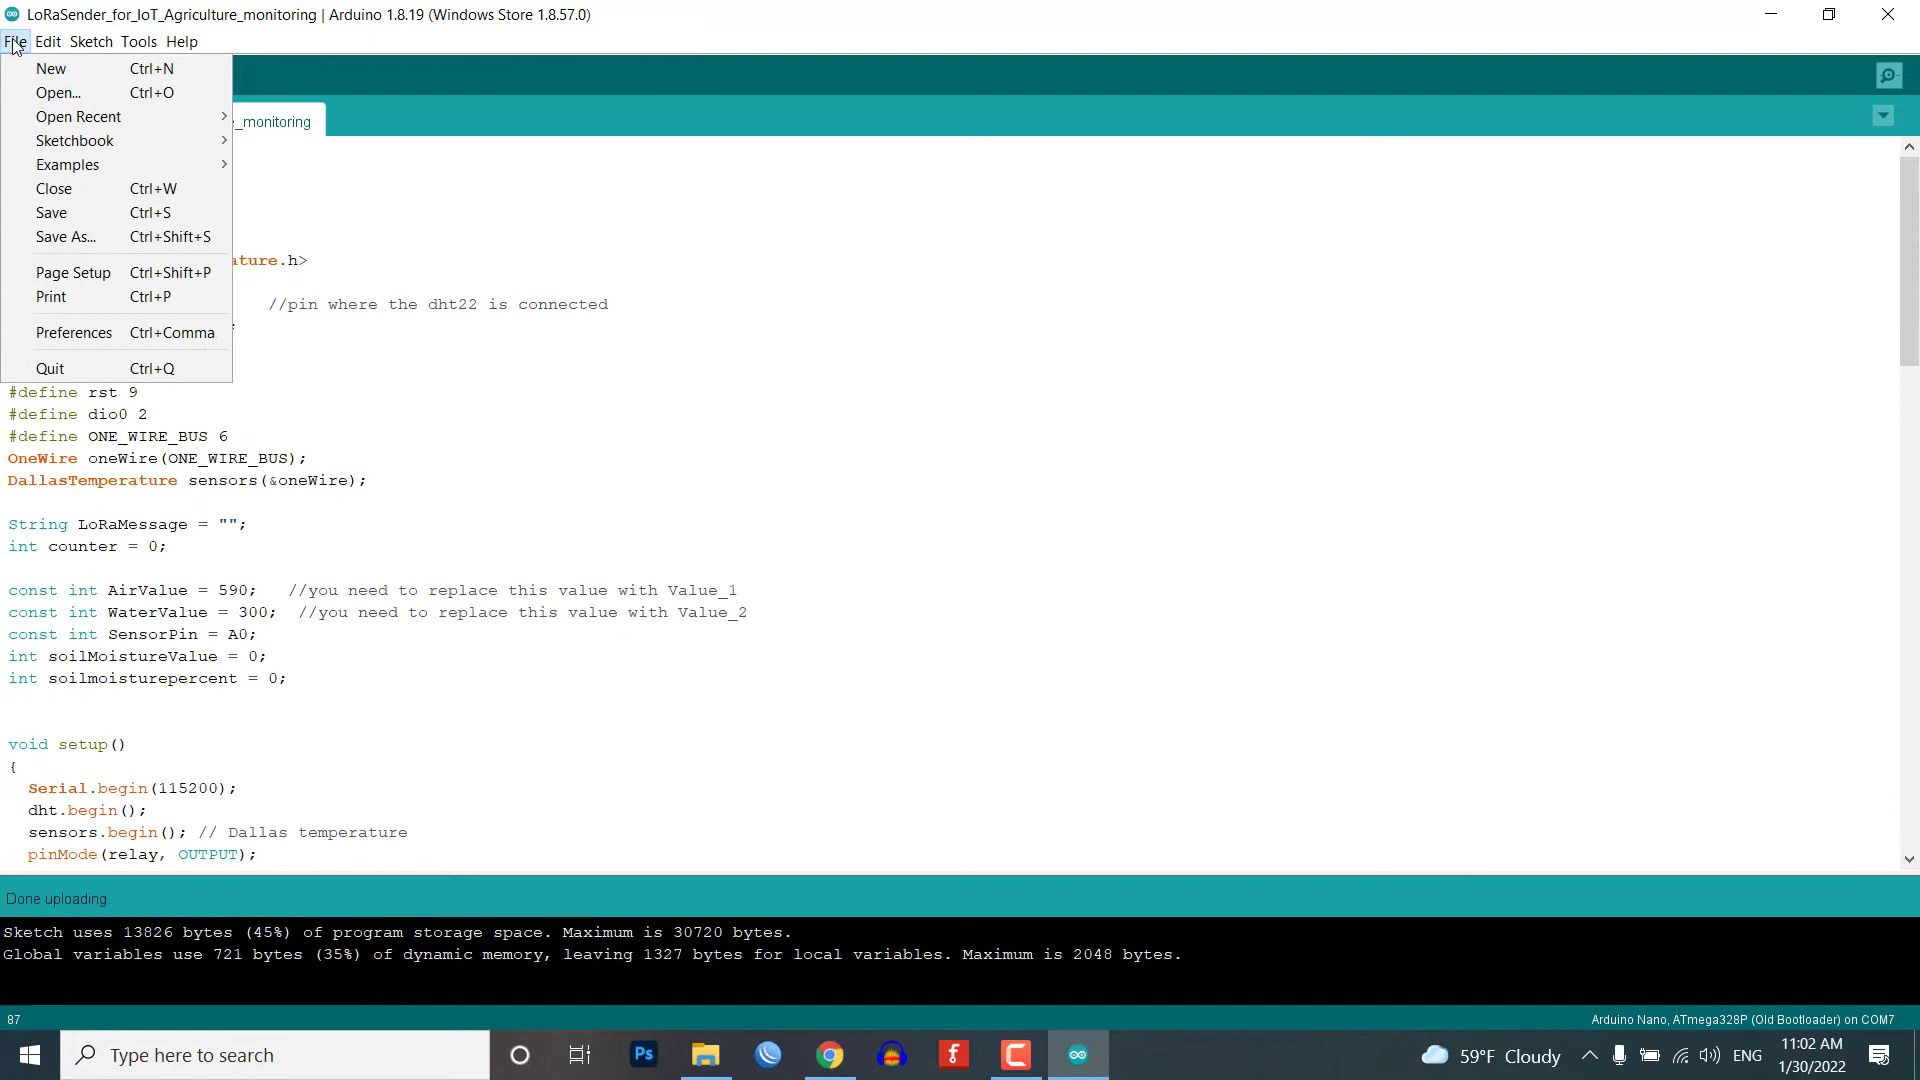 LoRaSender_for_IoT_Agriculture_monitoring | Arduino 1.8.19 (Windows Store 1.8.57.0)
File Edit Sketch Tools Help
New Ctrl+N
Open... Ctrl+O
Open Recent
Sketchbook
Examples
Close Ctrl+W
Save Ctrl+S
Save As... Ctrl+Shift+S
Page Setup Ctrl+Shift+P
Print Ctrl+P
Preferences Ctrl+Comma
Quit Ctrl+Q
_monitoring
ature.h>
//pin where the dht22 is connected
;
#define rst 9
#define dio0 2
#define ONE_WIRE_BUS 6
OneWire oneWire(ONE_WIRE_BUS);
DallasTemperature sensors(&oneWire);
String LoRaMessage = "";
int counter = 0;
const int AirValue = 590;   //you need to replace this value with Value_1
const int WaterValue = 300;  //you need to replace this value with Value_2
const int SensorPin = A0;
int soilMoistureValue = 0;
int soilmoisturepercent = 0;
void setup()
{
Serial.begin(115200);
dht.begin();
sensors.begin(); // Dallas temperature
pinMode(relay, OUTPUT);
Done uploading.
Sketch uses 13826 bytes (45%) of program storage space. Maximum is 30720 bytes.
Global variables use 721 bytes (35%) of dynamic memory, leaving 1327 bytes for local variables. Maximum is 2048 bytes.
87
Arduino Nano, ATmega328P (Old Bootloader) on COM7
Type here to search
Ps
59°F Cloudy
ENG
11:02 AM
1/30/2022